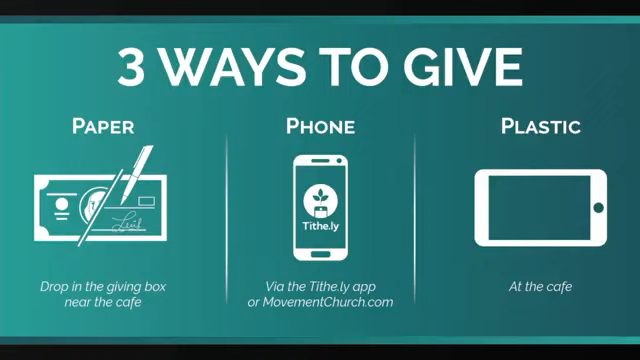 3 WAYS TO GIVE
PAPER
Drop in the giving box
near the cafe
PHONE
Tithe.ly
Via the Tithe.ly app
or MovementChurch.com
PLASTIC
At the cafe